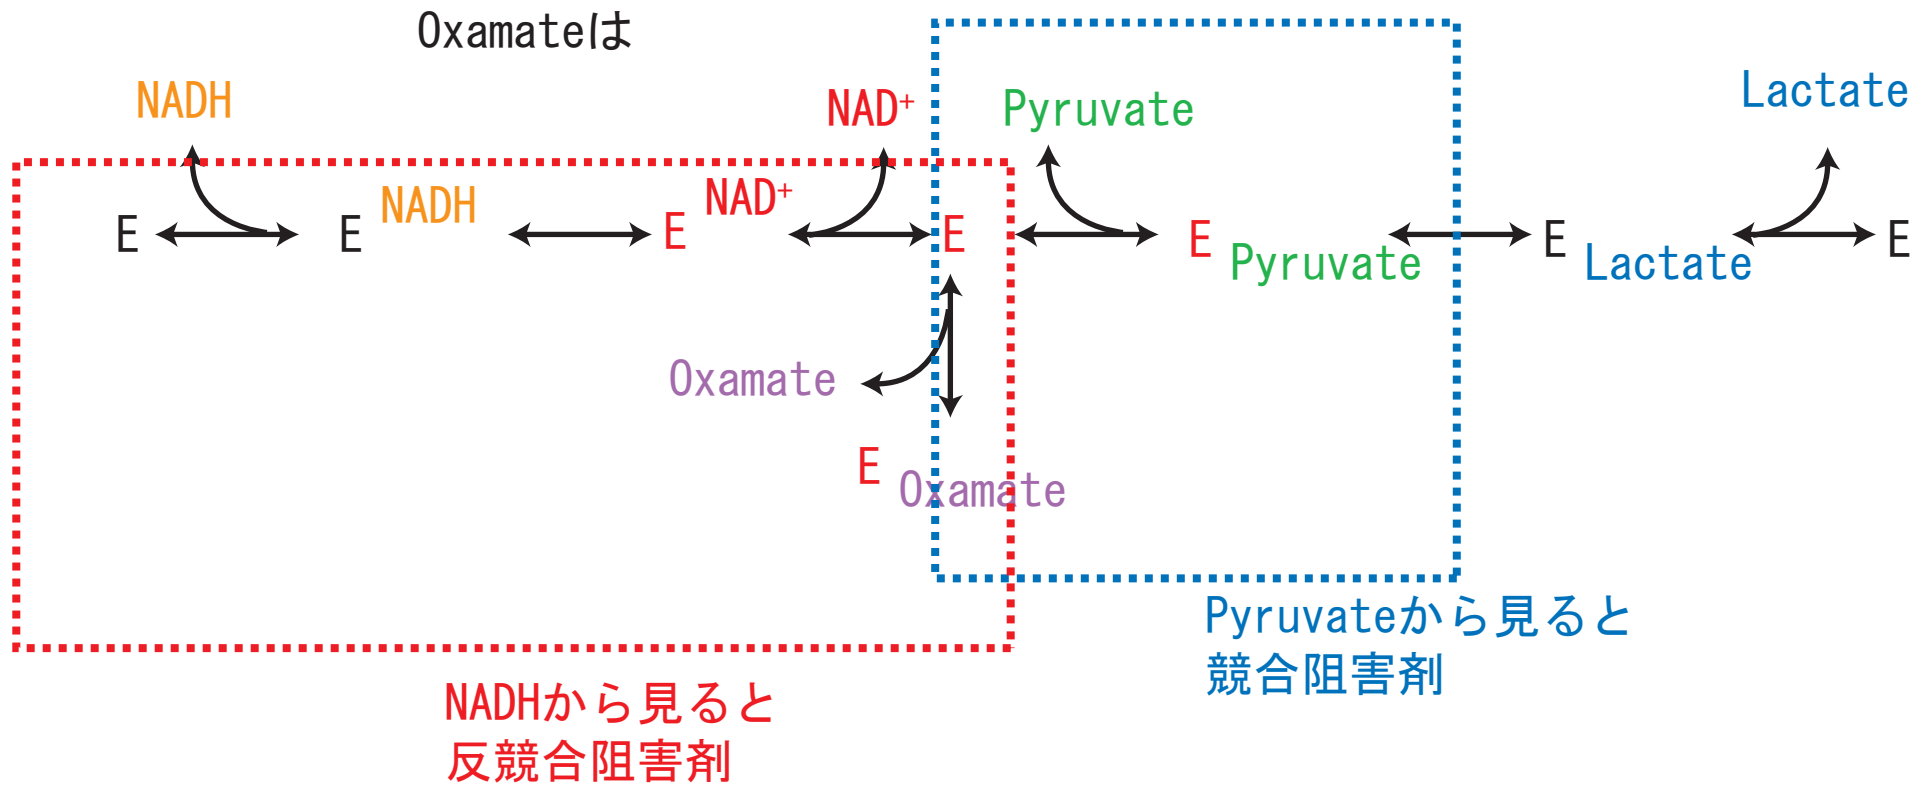 Oxamateは
NADH
NAD+
Pyruvate
Lactate
E
E NADH
E NAD+
E
E Pyruvate
E Lactate
E
Oxamate
E Oxamate
Pyruvateから見ると
競合阻害剤
NADHから見ると
反競合阻害剤